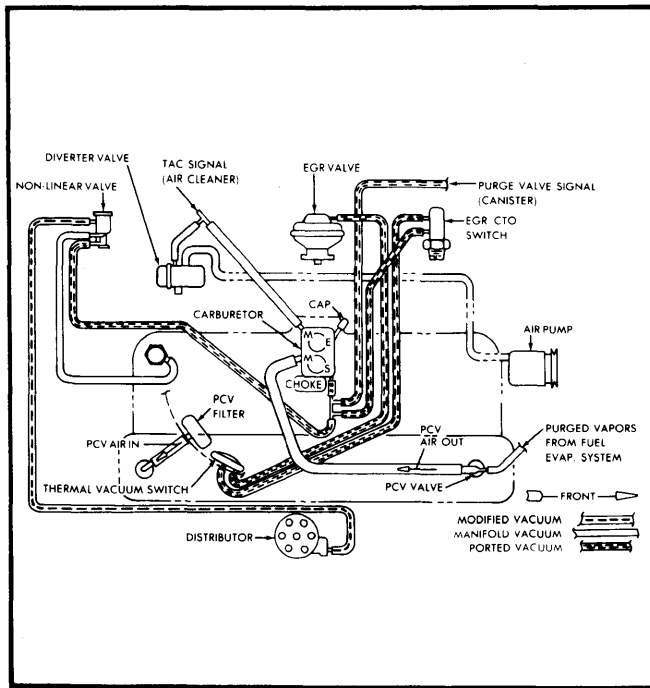 DIVERTER VALVE
NON-LINEAR VALVE
TAC SIGNAL
(AIR CLEANER)
EGR VALVE
PURGE VALVE SIGNAL
(CANISTER)
EGR CTO
SWITCH
CAP
CARBURETOR
M
E
M
S
CHOKE
AIR PUMP
PCV
FILTER
PCV AIR IN
THERMAL VACUUM SWITCH
PCV
AIR OUT
PURGED VAPORS
FROM FUEL
EVAP. SYSTEM
PCV VALVE
FRONT
MODIFIED VACUUM
MANIFOLD VACUUM
PORTED VACUUM
DISTRIBUTOR